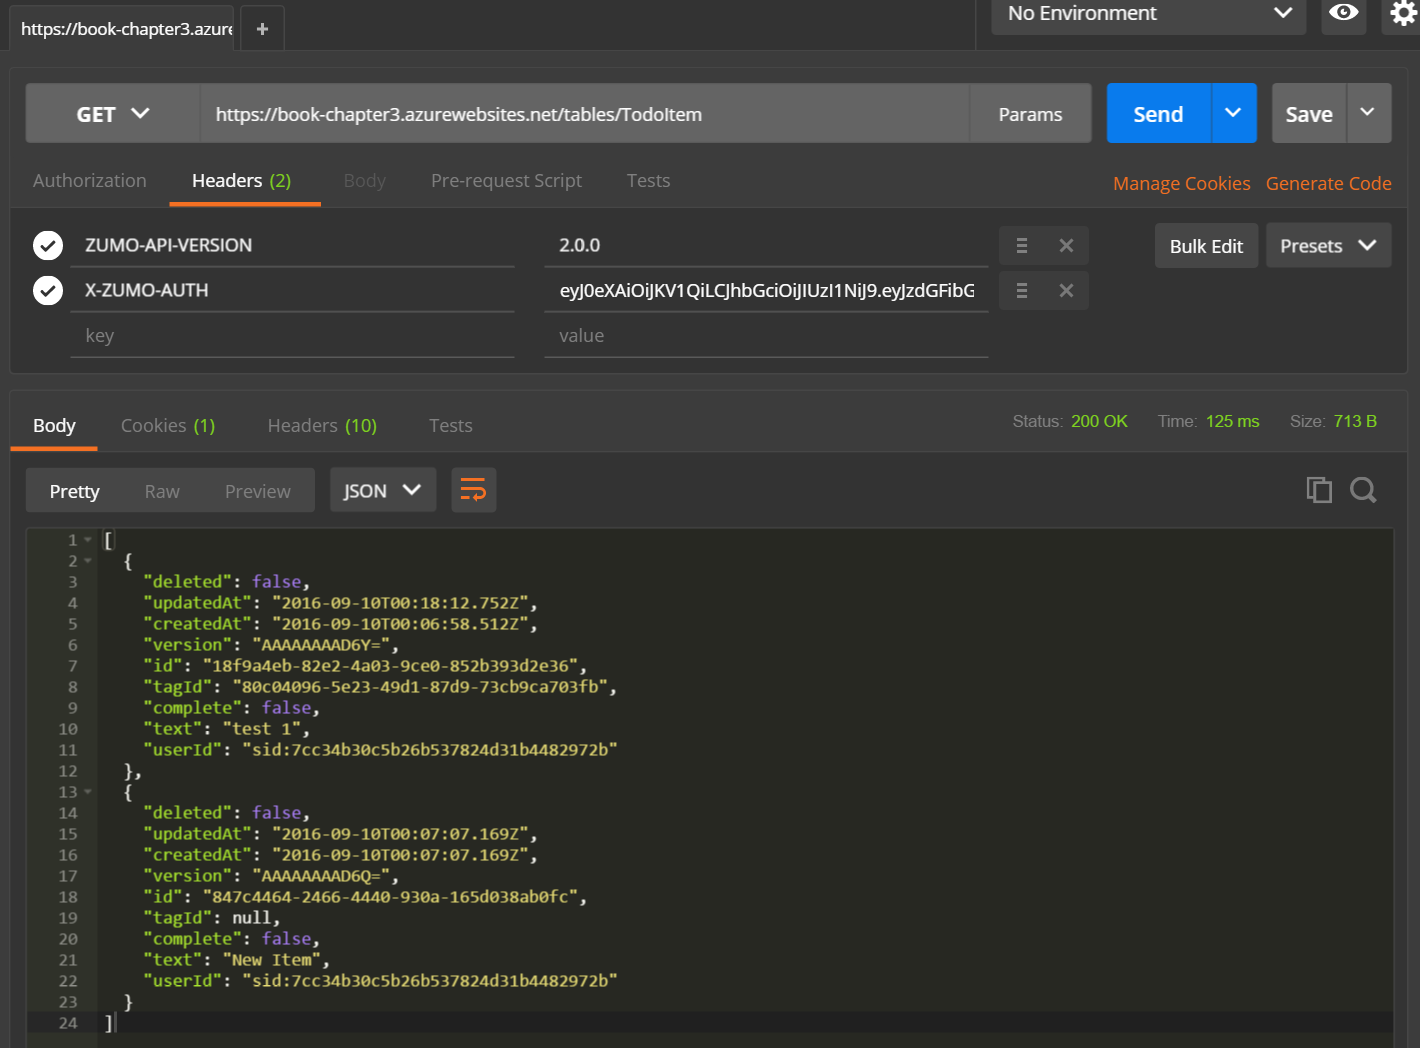 https://book-chapter3.azure +
No Environment
GET https://book-chapter3.azurewebsites.net/tables/TodoItem Params Send Save
Authorization Headers (2) Body Pre-request Script Tests Manage Cookies Generate Code
ZUMO-API-VERSION 2.0.0 Bulk Edit Presets
X-ZUMO-AUTH eyJ0eXAiOiJKV1QiLCJhbGciOiJIUzI1NiJ9.eyJzdGFibG
key value
Body Cookies (1) Headers (10) Tests Status: 200 OK Time: 125 ms Size: 713 B
Pretty Raw Preview JSON
1 [
2 {
3 "deleted": false,
4 "updatedAt": "2016-09-10T00:18:12.752Z",
5 "createdAt": "2016-09-10T00:06:58.512Z",
6 "version": "AAAAAAAAD6Y=",
7 "id": "18f9a4eb-82e2-4a03-9ce0-852b393d2e36",
8 "tagId": "80c04096-5e23-49d1-87d9-73cb9ca703fb",
9 "complete": false,
10 "text": "test 1",
11 "userId": "sid:7cc34b30c5b26b537824d31b4482972b"
12 },
13 {
14 "deleted": false,
15 "updatedAt": "2016-09-10T00:07:07.169Z",
16 "createdAt": "2016-09-10T00:07:07.169Z",
17 "version": "AAAAAAAAD6Q=",
18 "id": "847c4464-2466-4440-930a-165d038ab0fc",
19 "tagId": null,
20 "complete": false,
21 "text": "New Item",
22 "userId": "sid:7cc34b30c5b26b537824d31b4482972b"
23 }
24 ]